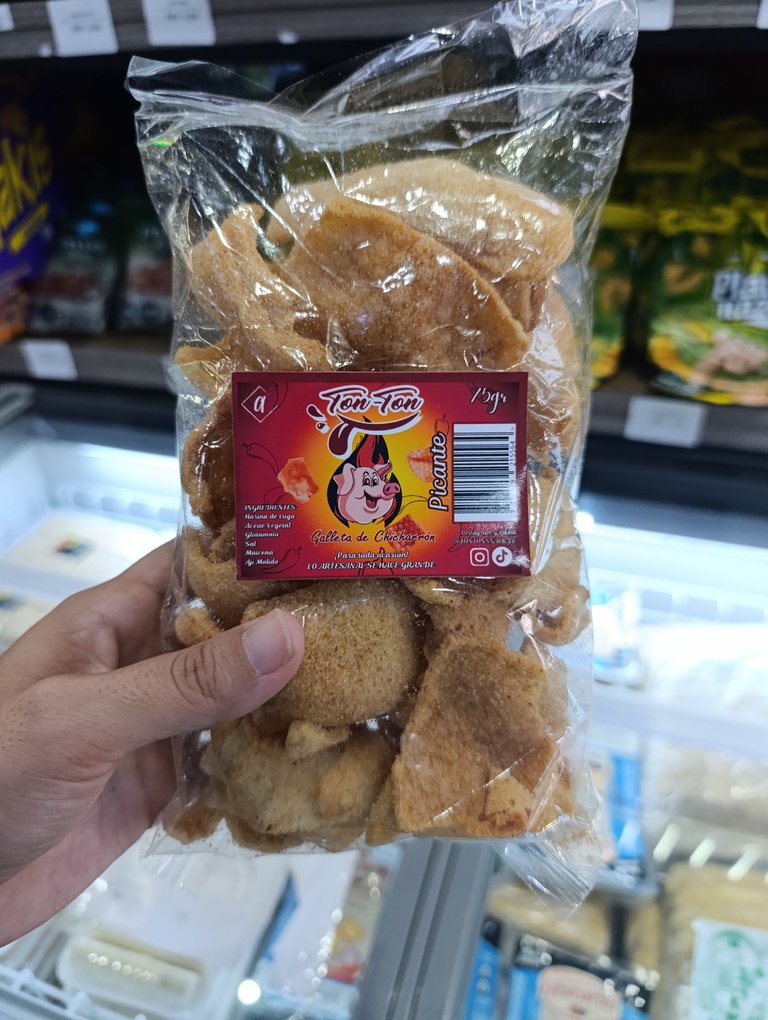 a
Ton-Ton
75gr
Picante
INGREDIENTES
Harina de trigo
Aceite Vegetal
Glutamato
Sal
Maicena
Aji Molido
Galleta de Chicharrón
¡Para toda ocasión!
LO ARTESANAL SE HACE GRANDE